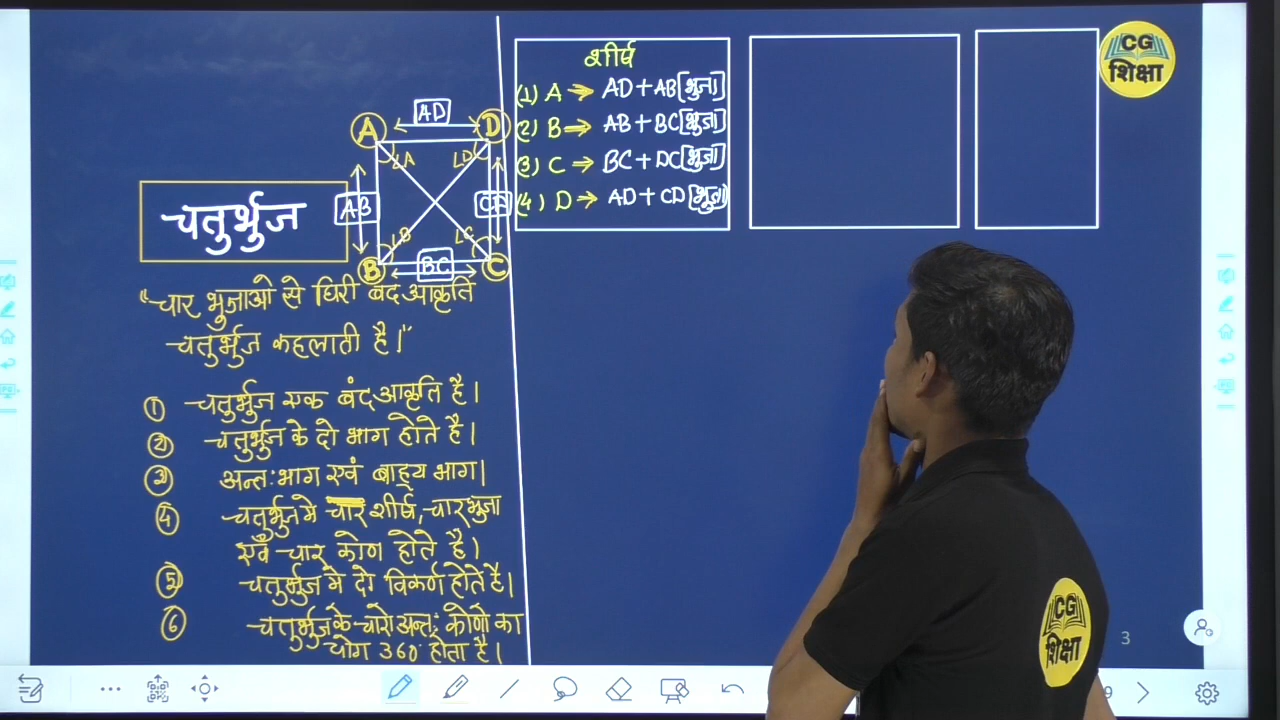 CG
शिक्षा
शीर्ष
(1) A → AD+AB[भुजा]
(2) B → AB+BC[भुजा]
(3) C → BC+DC[भुजा]
(4) D → AD+CD[भुजा]
AD
A
D
∠A
∠D
चतुर्भुज
AB
CD
∠B
∠C
B
BC
C
"चार भुजाओ से घिरी बंद आकृति
चतुर्भुज कहलाती है।"
① चतुर्भुज एक बंद आकृति है।
② चतुर्भुज के दो भाग होते है।
③ अन्तःभाग एवं बाह्य भाग।
④ चतुर्भुज मे चार शीर्ष, चार भुजा
एवं चार कोण होते है।
⑤ चतुर्भुज मे दो विकर्ण होते है।
⑥ चतुर्भुज के चारो अन्तः कोणो का
योग 360° होता है।
CG
शिक्षा
3
9